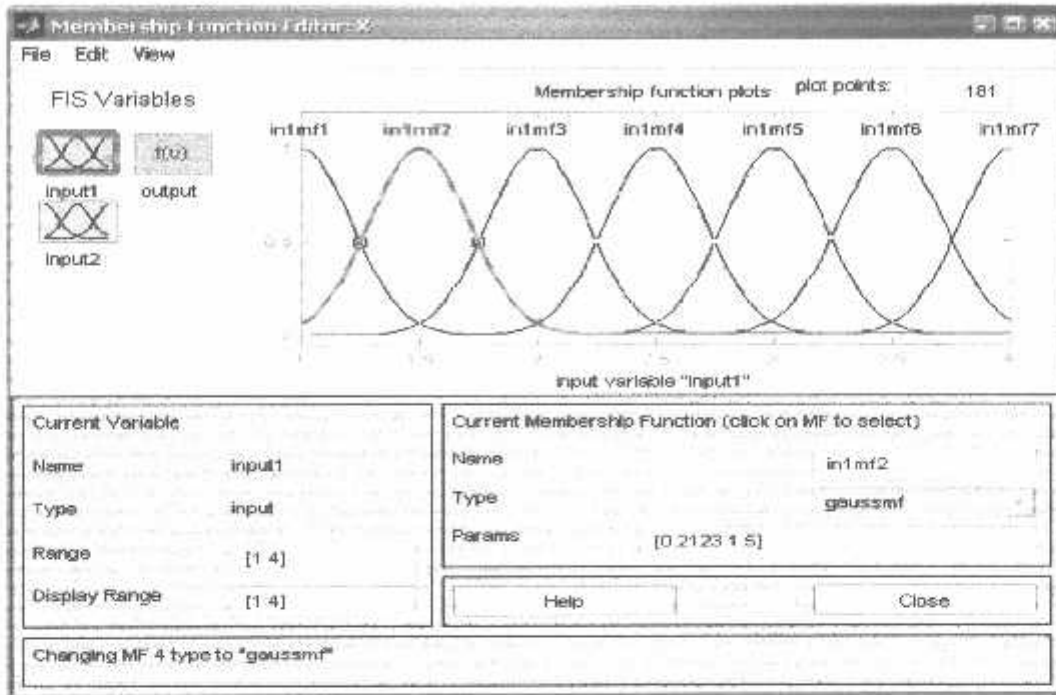 Membership Function Editor: X
File Edit View
FIS Variables
Membership function plots plot points: 181
in1mf1 in1mf2 in1mf3 in1mf4 in1mf5 in1mf6 in1mf7
f(u)
input1 output
input2
1
0.5
input variable "input1"
Current Variable
Name input1
Type input
Range [1 4]
Display Range [1 4]
Current Membership Function (click on MF to select)
Name in1mf2
Type gaussmf
Params [0.2123 1.5]
Help Close
Changing MF 4 type to "gaussmf"